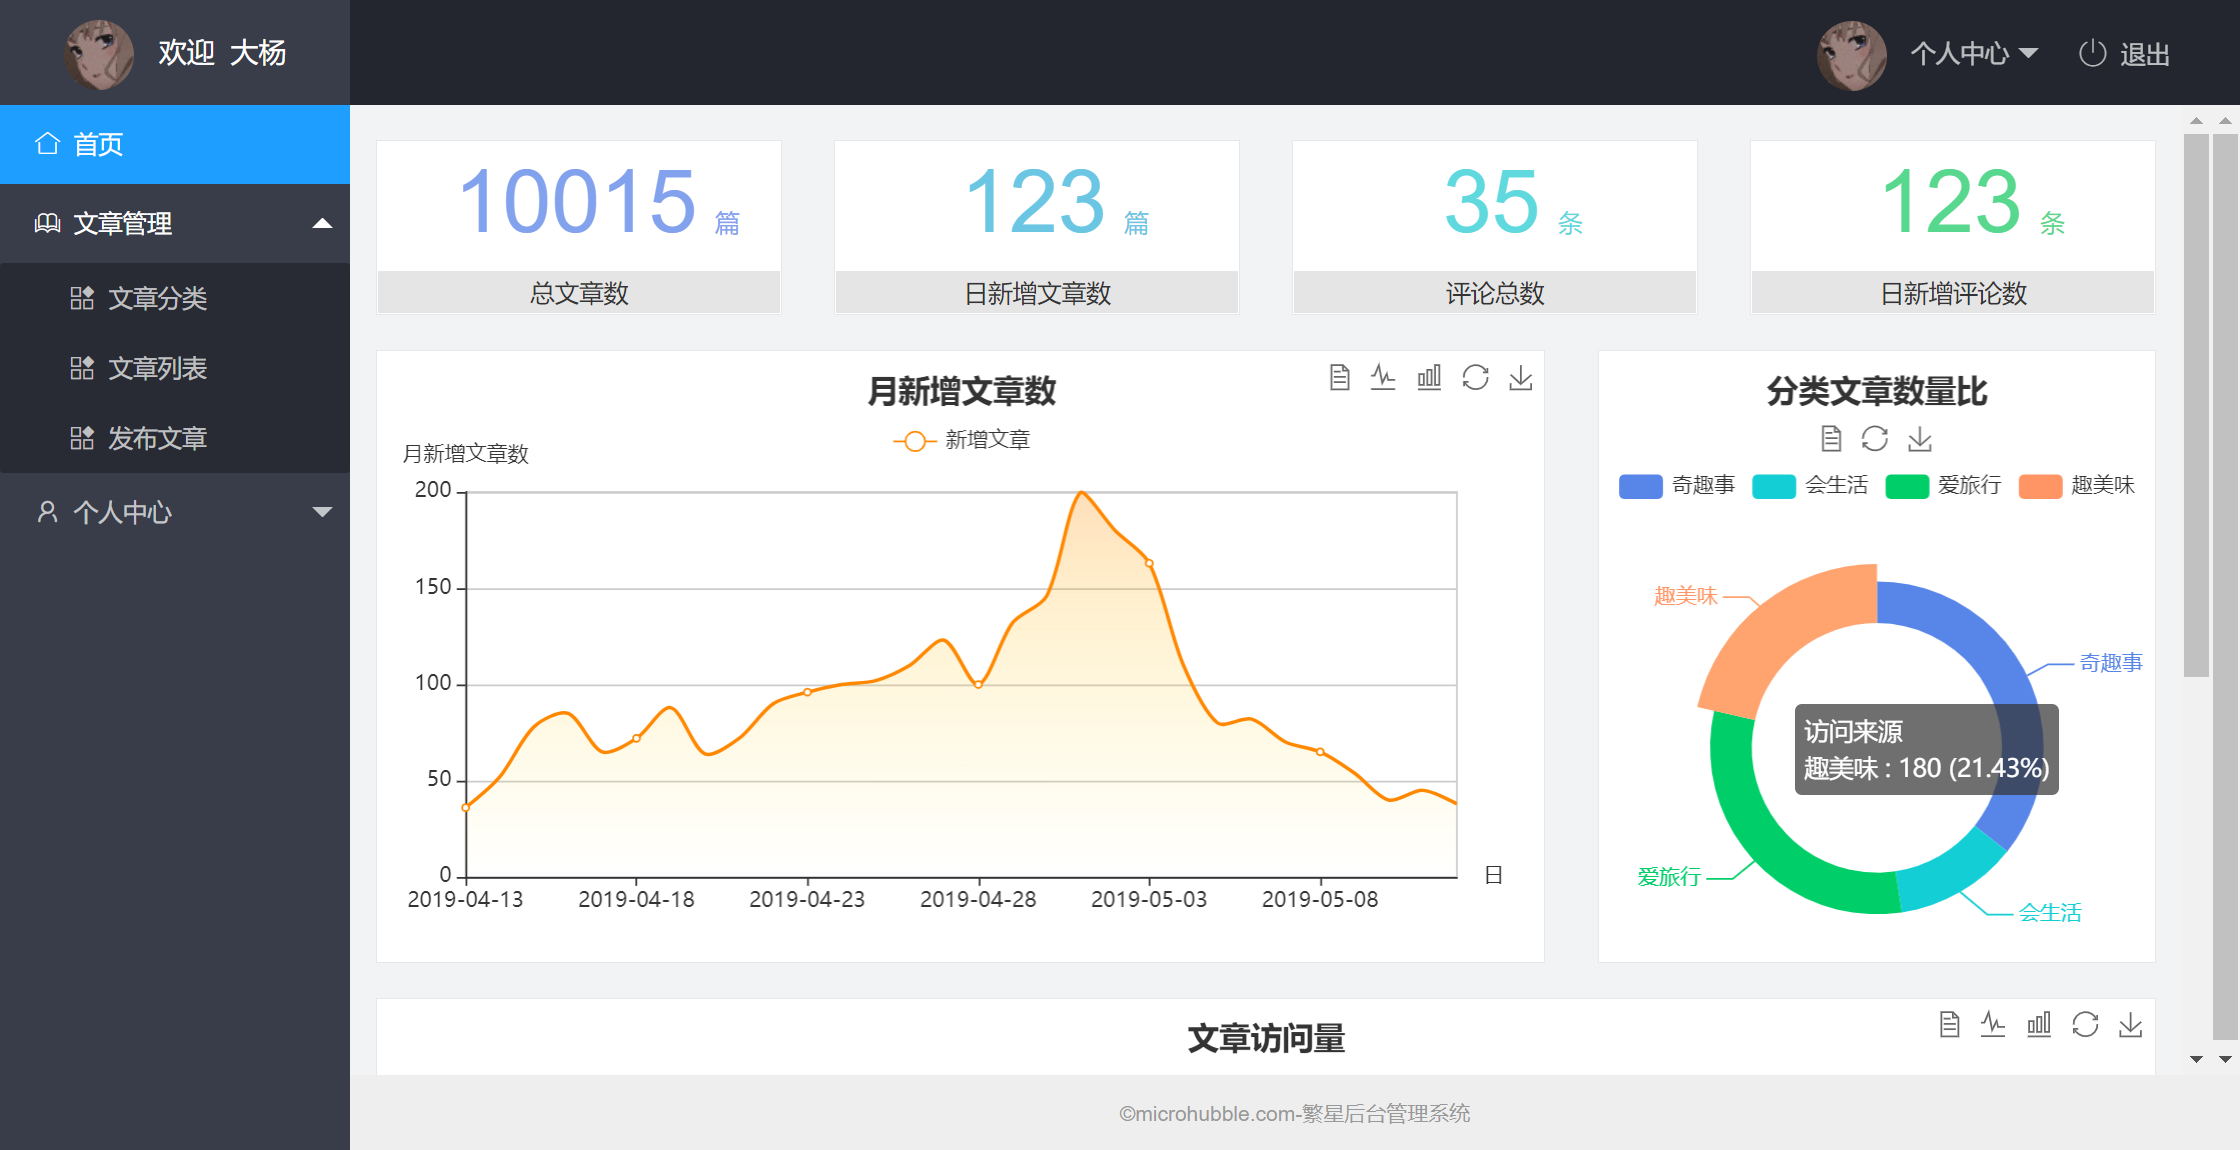 欢迎 大杨
个人中心
退出
首页
文章管理
文章分类
文章列表
发布文章
个人中心
10015 篇
总文章数
123 篇
日新增文章数
35 条
评论总数
123 条
日新增评论数
月新增文章数
新增文章
月新增文章数
200
150
100
50
0
2019-04-13 2019-04-18 2019-04-23 2019-04-28 2019-05-03 2019-05-08
日
分类文章数量比
奇趣事 会生活 爱旅行 趣美味
趣美味
奇趣事
访问来源
趣美味 : 180 (21.43%)
爱旅行
会生活
文章访问量
©microhubble.com-繁星后台管理系统